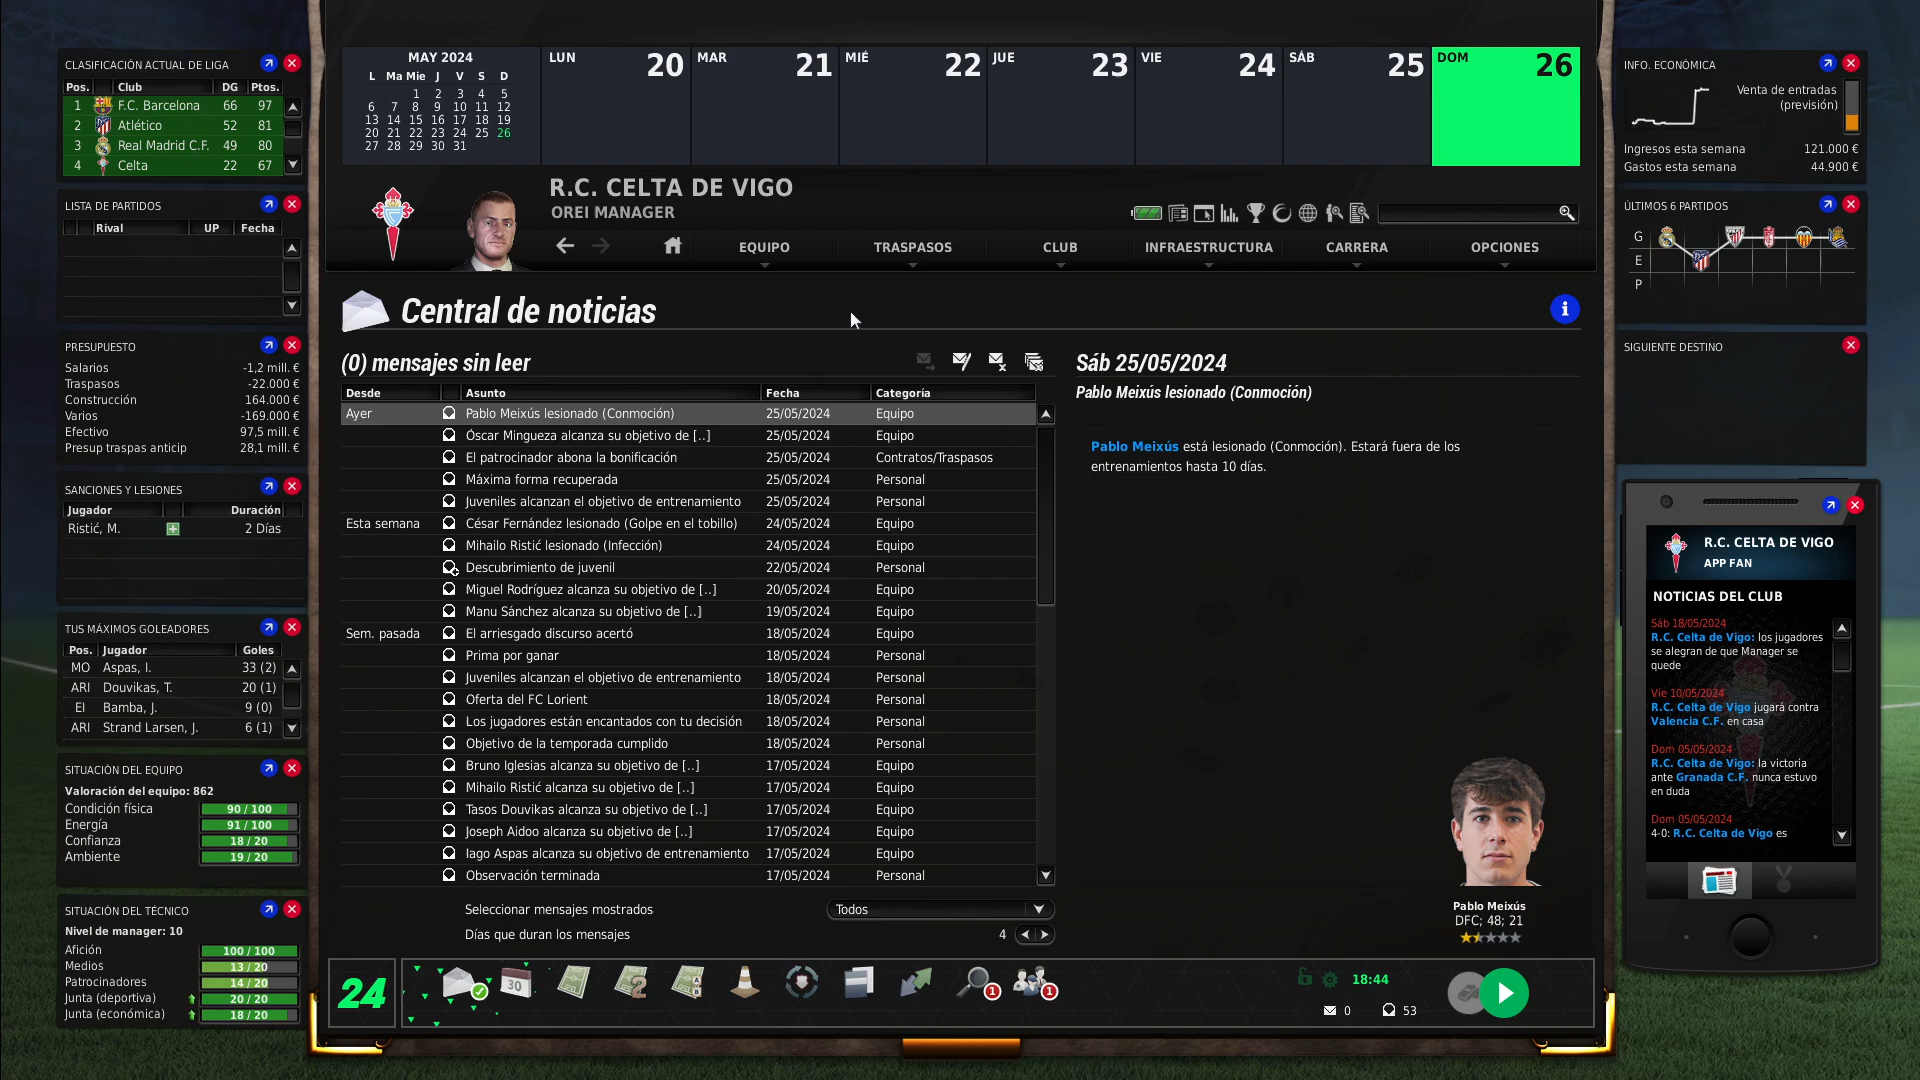 CLASIFICACIÓN ACTUAL DE LIGA
Pos. Club DG Ptos.
1 F.C. Barcelona 66 97
2 Atlético 52 81
3 Real Madrid C.F. 49 80
4 Celta 22 67
LISTA DE PARTIDOS
Rival UP Fecha
PRESUPUESTO
Salarios -1,2 mill. €
Traspasos -22.000 €
Construcción 164.000 €
Varios -169.000 €
Efectivo 97,5 mill. €
Presup traspas anticip 28,1 mill. €
SANCIONES Y LESIONES
Jugador Duración
Ristić, M. 2 Días
TUS MÁXIMOS GOLEADORES
Pos. Jugador Goles
MO Aspas, I. 33 (2)
ARI Douvikas, T. 20 (1)
EI Bamba, J. 9 (0)
ARI Strand Larsen, J. 6 (1)
SITUACIÓN DEL EQUIPO
Valoración del equipo: 862
Condición física 90 / 100
Energía 91 / 100
Confianza 18 / 20
Ambiente 19 / 20
SITUACIÓN DEL TÉCNICO
Nivel de manager: 10
Afición 100 / 100
Medios 13 / 20
Patrocinadores 14 / 20
Junta (deportiva) 20 / 20
Junta (económica) 18 / 20
MAY 2024
L Ma Mie J V S D
1 2 3 4 5
6 7 8 9 10 11 12
13 14 15 16 17 18 19
20 21 22 23 24 25 26
27 28 29 30 31
LUN 20
MAR 21
MIÉ 22
JUE 23
VIE 24
SÁB 25
DOM 26
R.C. CELTA DE VIGO
OREI MANAGER
EQUIPO TRASPASOS CLUB INFRAESTRUCTURA CARRERA OPCIONES
Central de noticias
(0) mensajes sin leer
Desde Asunto Fecha Categoría
Ayer Pablo Meixús lesionado (Conmoción) 25/05/2024 Equipo
Óscar Mingueza alcanza su objetivo de [..] 25/05/2024 Equipo
El patrocinador abona la bonificación 25/05/2024 Contratos/Traspasos
Máxima forma recuperada 25/05/2024 Personal
Juveniles alcanzan el objetivo de entrenamiento 25/05/2024 Personal
Esta semana César Fernández lesionado (Golpe en el tobillo) 24/05/2024 Equipo
Mihailo Ristić lesionado (Infección) 24/05/2024 Equipo
Descubrimiento de juvenil 22/05/2024 Personal
Miguel Rodríguez alcanza su objetivo de [..] 20/05/2024 Equipo
Manu Sánchez alcanza su objetivo de [..] 19/05/2024 Equipo
Sem. pasada El arriesgado discurso acertó 18/05/2024 Equipo
Prima por ganar 18/05/2024 Personal
Juveniles alcanzan el objetivo de entrenamiento 18/05/2024 Personal
Oferta del FC Lorient 18/05/2024 Personal
Los jugadores están encantados con tu decisión 18/05/2024 Personal
Objetivo de la temporada cumplido 18/05/2024 Personal
Bruno Iglesias alcanza su objetivo de [..] 17/05/2024 Equipo
Mihailo Ristić alcanza su objetivo de [..] 17/05/2024 Equipo
Tasos Douvikas alcanza su objetivo de [..] 17/05/2024 Equipo
Joseph Aidoo alcanza su objetivo de [..] 17/05/2024 Equipo
Iago Aspas alcanza su objetivo de entrenamiento 17/05/2024 Equipo
Observación terminada 17/05/2024 Personal
Seleccionar mensajes mostrados Todos
Días que duran los mensajes 4
Sáb 25/05/2024
Pablo Meixús lesionado (Conmoción)
Pablo Meixús está lesionado (Conmoción). Estará fuera de los
entrenamientos hasta 10 días.
Pablo Meixús
DFC; 48; 21
24
30
2
1
1
18:44
0 53
INFO. ECONÓMICA
Venta de entradas
(previsión)
Ingresos esta semana 121.000 €
Gastos esta semana 44.900 €
ÚLTIMOS 6 PARTIDOS
G
E
P
SIGUIENTE DESTINO
R.C. CELTA DE VIGO
APP FAN
NOTICIAS DEL CLUB
Sáb 18/05/2024
R.C. Celta de Vigo: los jugadores
se alegran de que Manager se
quede
Vie 10/05/2024
R.C. Celta de Vigo jugará contra
Valencia C.F. en casa
Dom 05/05/2024
R.C. Celta de Vigo: la victoria
ante Granada C.F. nunca estuvo
en duda
Dom 05/05/2024
4-0: R.C. Celta de Vigo es